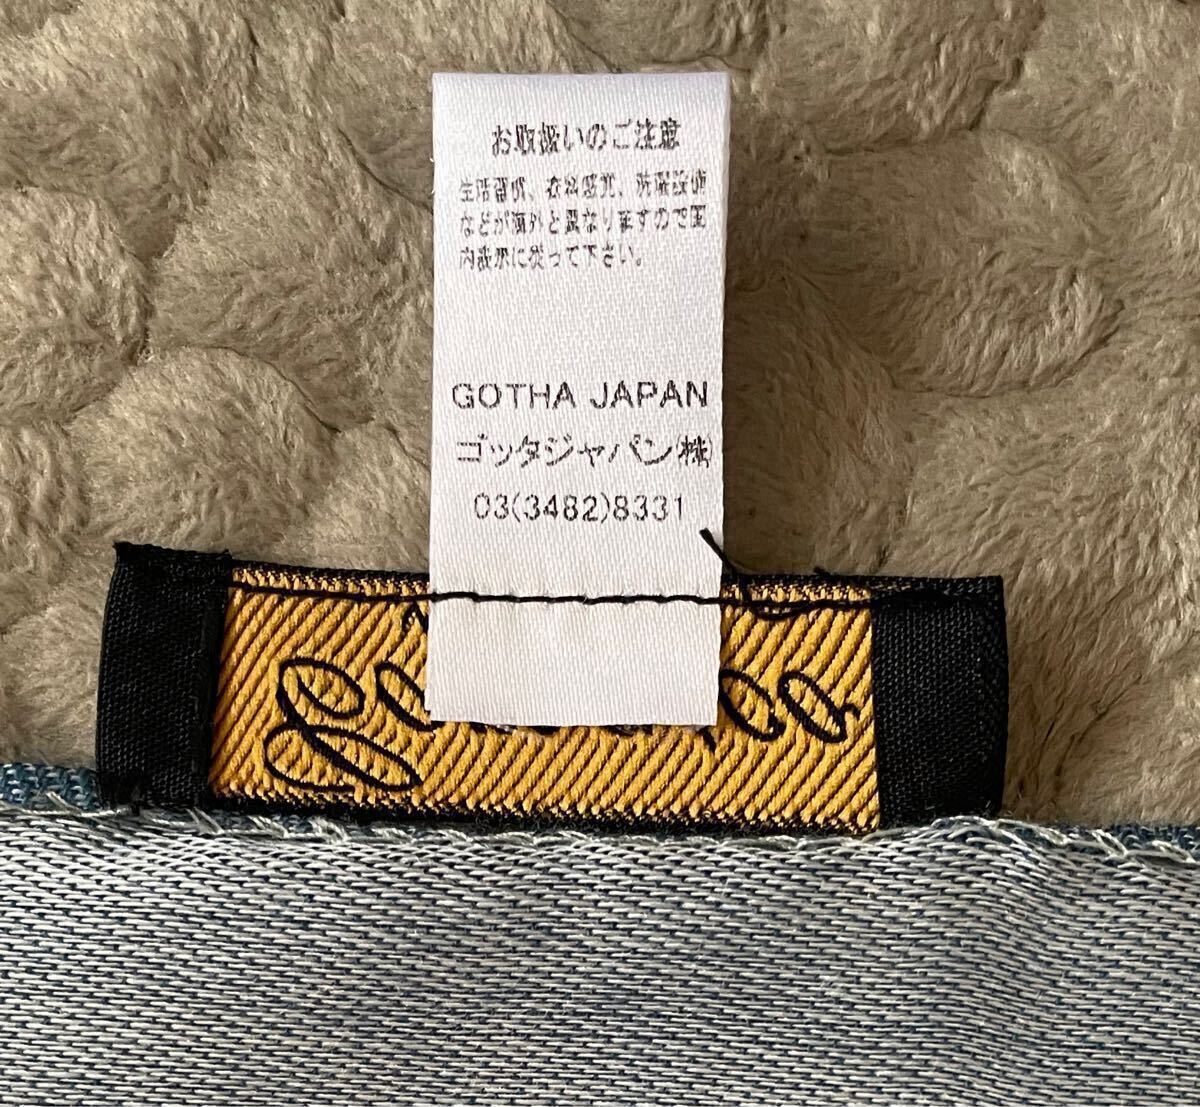 お取扱いのご注意
生活習慣、衣料感覚、洗濯設備
などが海外と異なりますので国
内表示に従って下さい。
GOTHA JAPAN
ゴッタジャパン(株)
03(3482)8331